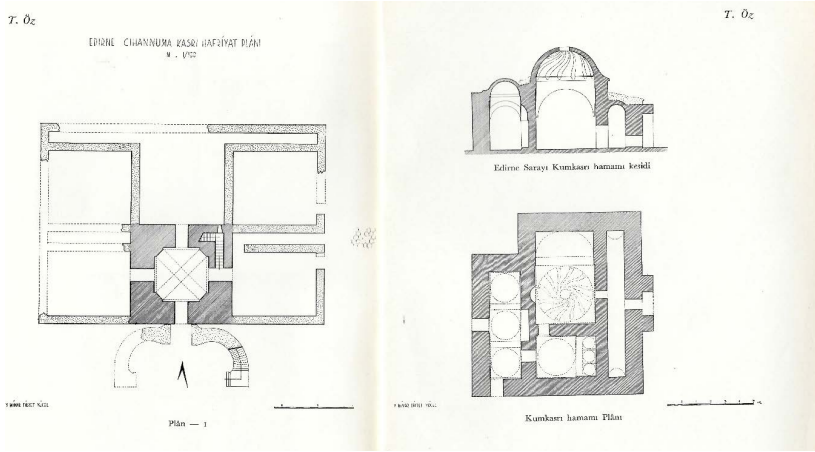 T. Öz
EDİRNE CİHANNUMA KASRI HAFRİYAT PLÂNI
Plân — 1
T. Öz
Edirne Sarayı Kumkasrı hamamı kesidi
Kumkasrı hamamı Plânı